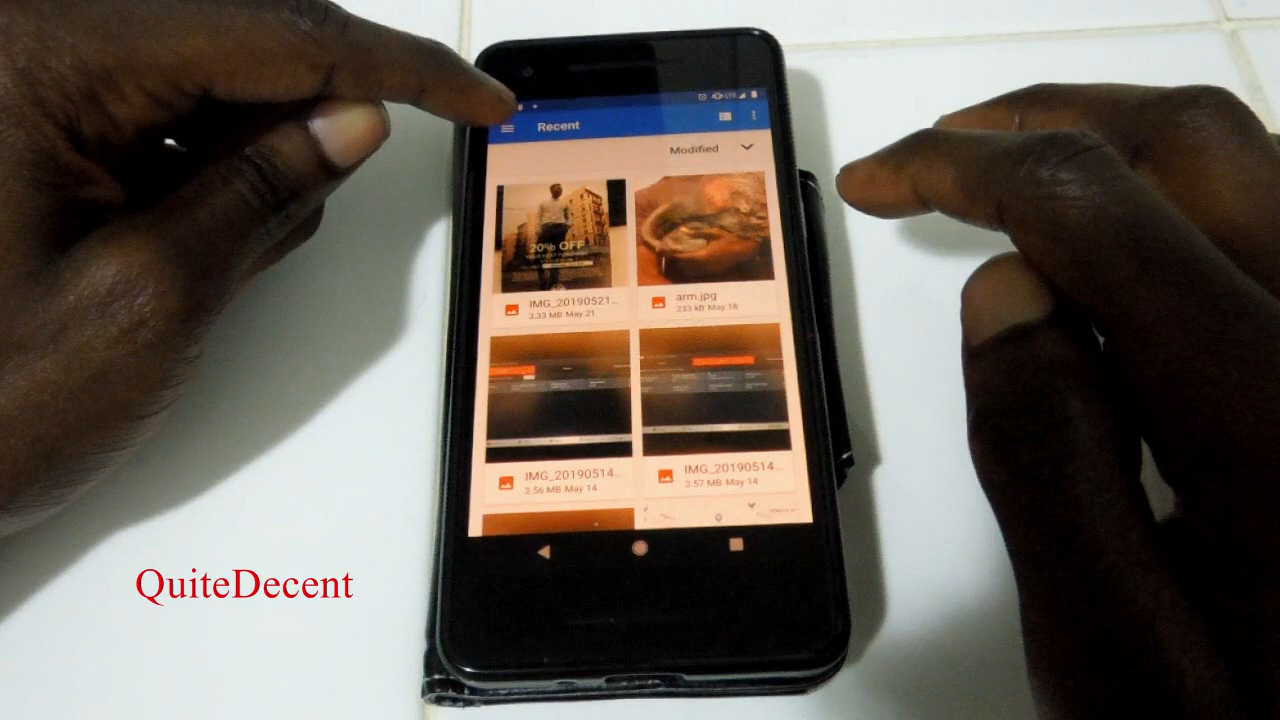 LTE
Recent
Modified
20% OFF
IMG_20190521...
3.33 MB May 21
arm.jpg
233 kB May 18
IMG_20190514...
3.56 MB May 14
IMG_20190514...
3.57 MB May 14
QuiteDecent